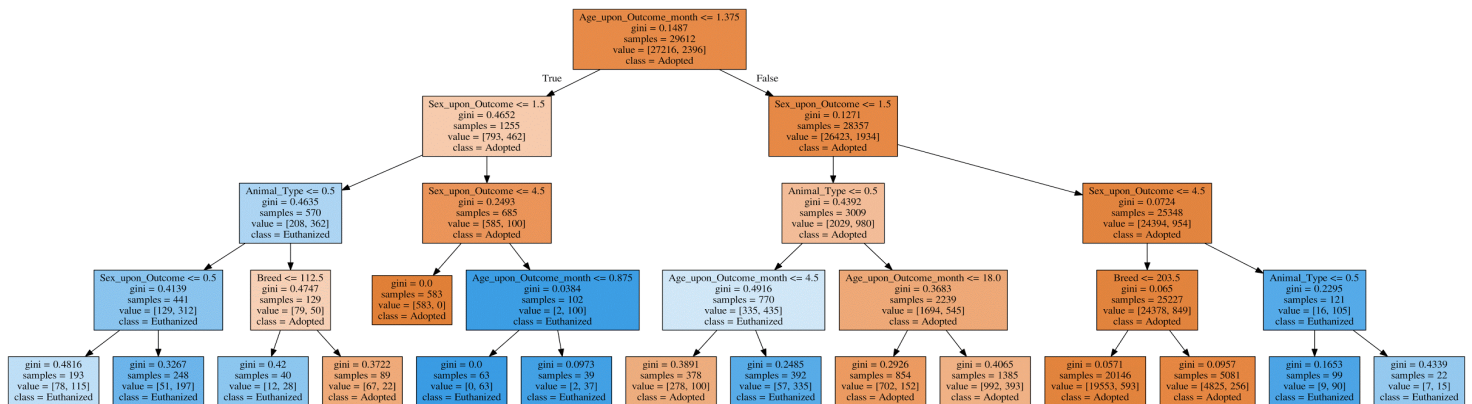 Age_upon_Outcome_month <= 1.375
gini = 0.1487
samples = 29612
value = [27216, 2396]
class = Adopted
True
False
Sex_upon_Outcome <= 1.5
gini = 0.4652
samples = 1255
value = [793, 462]
class = Adopted
Sex_upon_Outcome <= 1.5
gini = 0.1271
samples = 28357
value = [26423, 1934]
class = Adopted
Animal_Type <= 0.5
gini = 0.4635
samples = 570
value = [208, 362]
class = Euthanized
Sex_upon_Outcome <= 4.5
gini = 0.2493
samples = 685
value = [585, 100]
class = Adopted
Animal_Type <= 0.5
gini = 0.4392
samples = 3009
value = [2029, 980]
class = Adopted
Sex_upon_Outcome <= 4.5
gini = 0.0724
samples = 25348
value = [24394, 954]
class = Adopted
Sex_upon_Outcome <= 0.5
gini = 0.4139
samples = 441
value = [129, 312]
class = Euthanized
Breed <= 112.5
gini = 0.4747
samples = 129
value = [79, 50]
class = Adopted
gini = 0.0
samples = 583
value = [583, 0]
class = Adopted
Age_upon_Outcome_month <= 0.875
gini = 0.0384
samples = 102
value = [2, 100]
class = Euthanized
Age_upon_Outcome_month <= 4.5
gini = 0.4916
samples = 770
value = [335, 435]
class = Euthanized
Age_upon_Outcome_month <= 18.0
gini = 0.3683
samples = 2239
value = [1694, 545]
class = Adopted
Breed <= 203.5
gini = 0.065
samples = 25227
value = [24378, 849]
class = Adopted
Animal_Type <= 0.5
gini = 0.2295
samples = 121
value = [16, 105]
class = Euthanized
gini = 0.4816
samples = 193
value = [78, 115]
class = Euthanized
gini = 0.3267
samples = 248
value = [51, 197]
class = Euthanized
gini = 0.42
samples = 40
value = [12, 28]
class = Euthanized
gini = 0.3722
samples = 89
value = [67, 22]
class = Adopted
gini = 0.0
samples = 63
value = [0, 63]
class = Euthanized
gini = 0.0973
samples = 39
value = [2, 37]
class = Euthanized
gini = 0.3891
samples = 378
value = [278, 100]
class = Adopted
gini = 0.2485
samples = 392
value = [57, 335]
class = Euthanized
gini = 0.2926
samples = 854
value = [702, 152]
class = Adopted
gini = 0.4065
samples = 1385
value = [992, 393]
class = Adopted
gini = 0.0571
samples = 20146
value = [19553, 593]
class = Adopted
gini = 0.0957
samples = 5081
value = [4825, 256]
class = Adopted
gini = 0.1653
samples = 99
value = [9, 90]
class = Euthanized
gini = 0.4339
samples = 22
value = [7, 15]
class = Euthanized